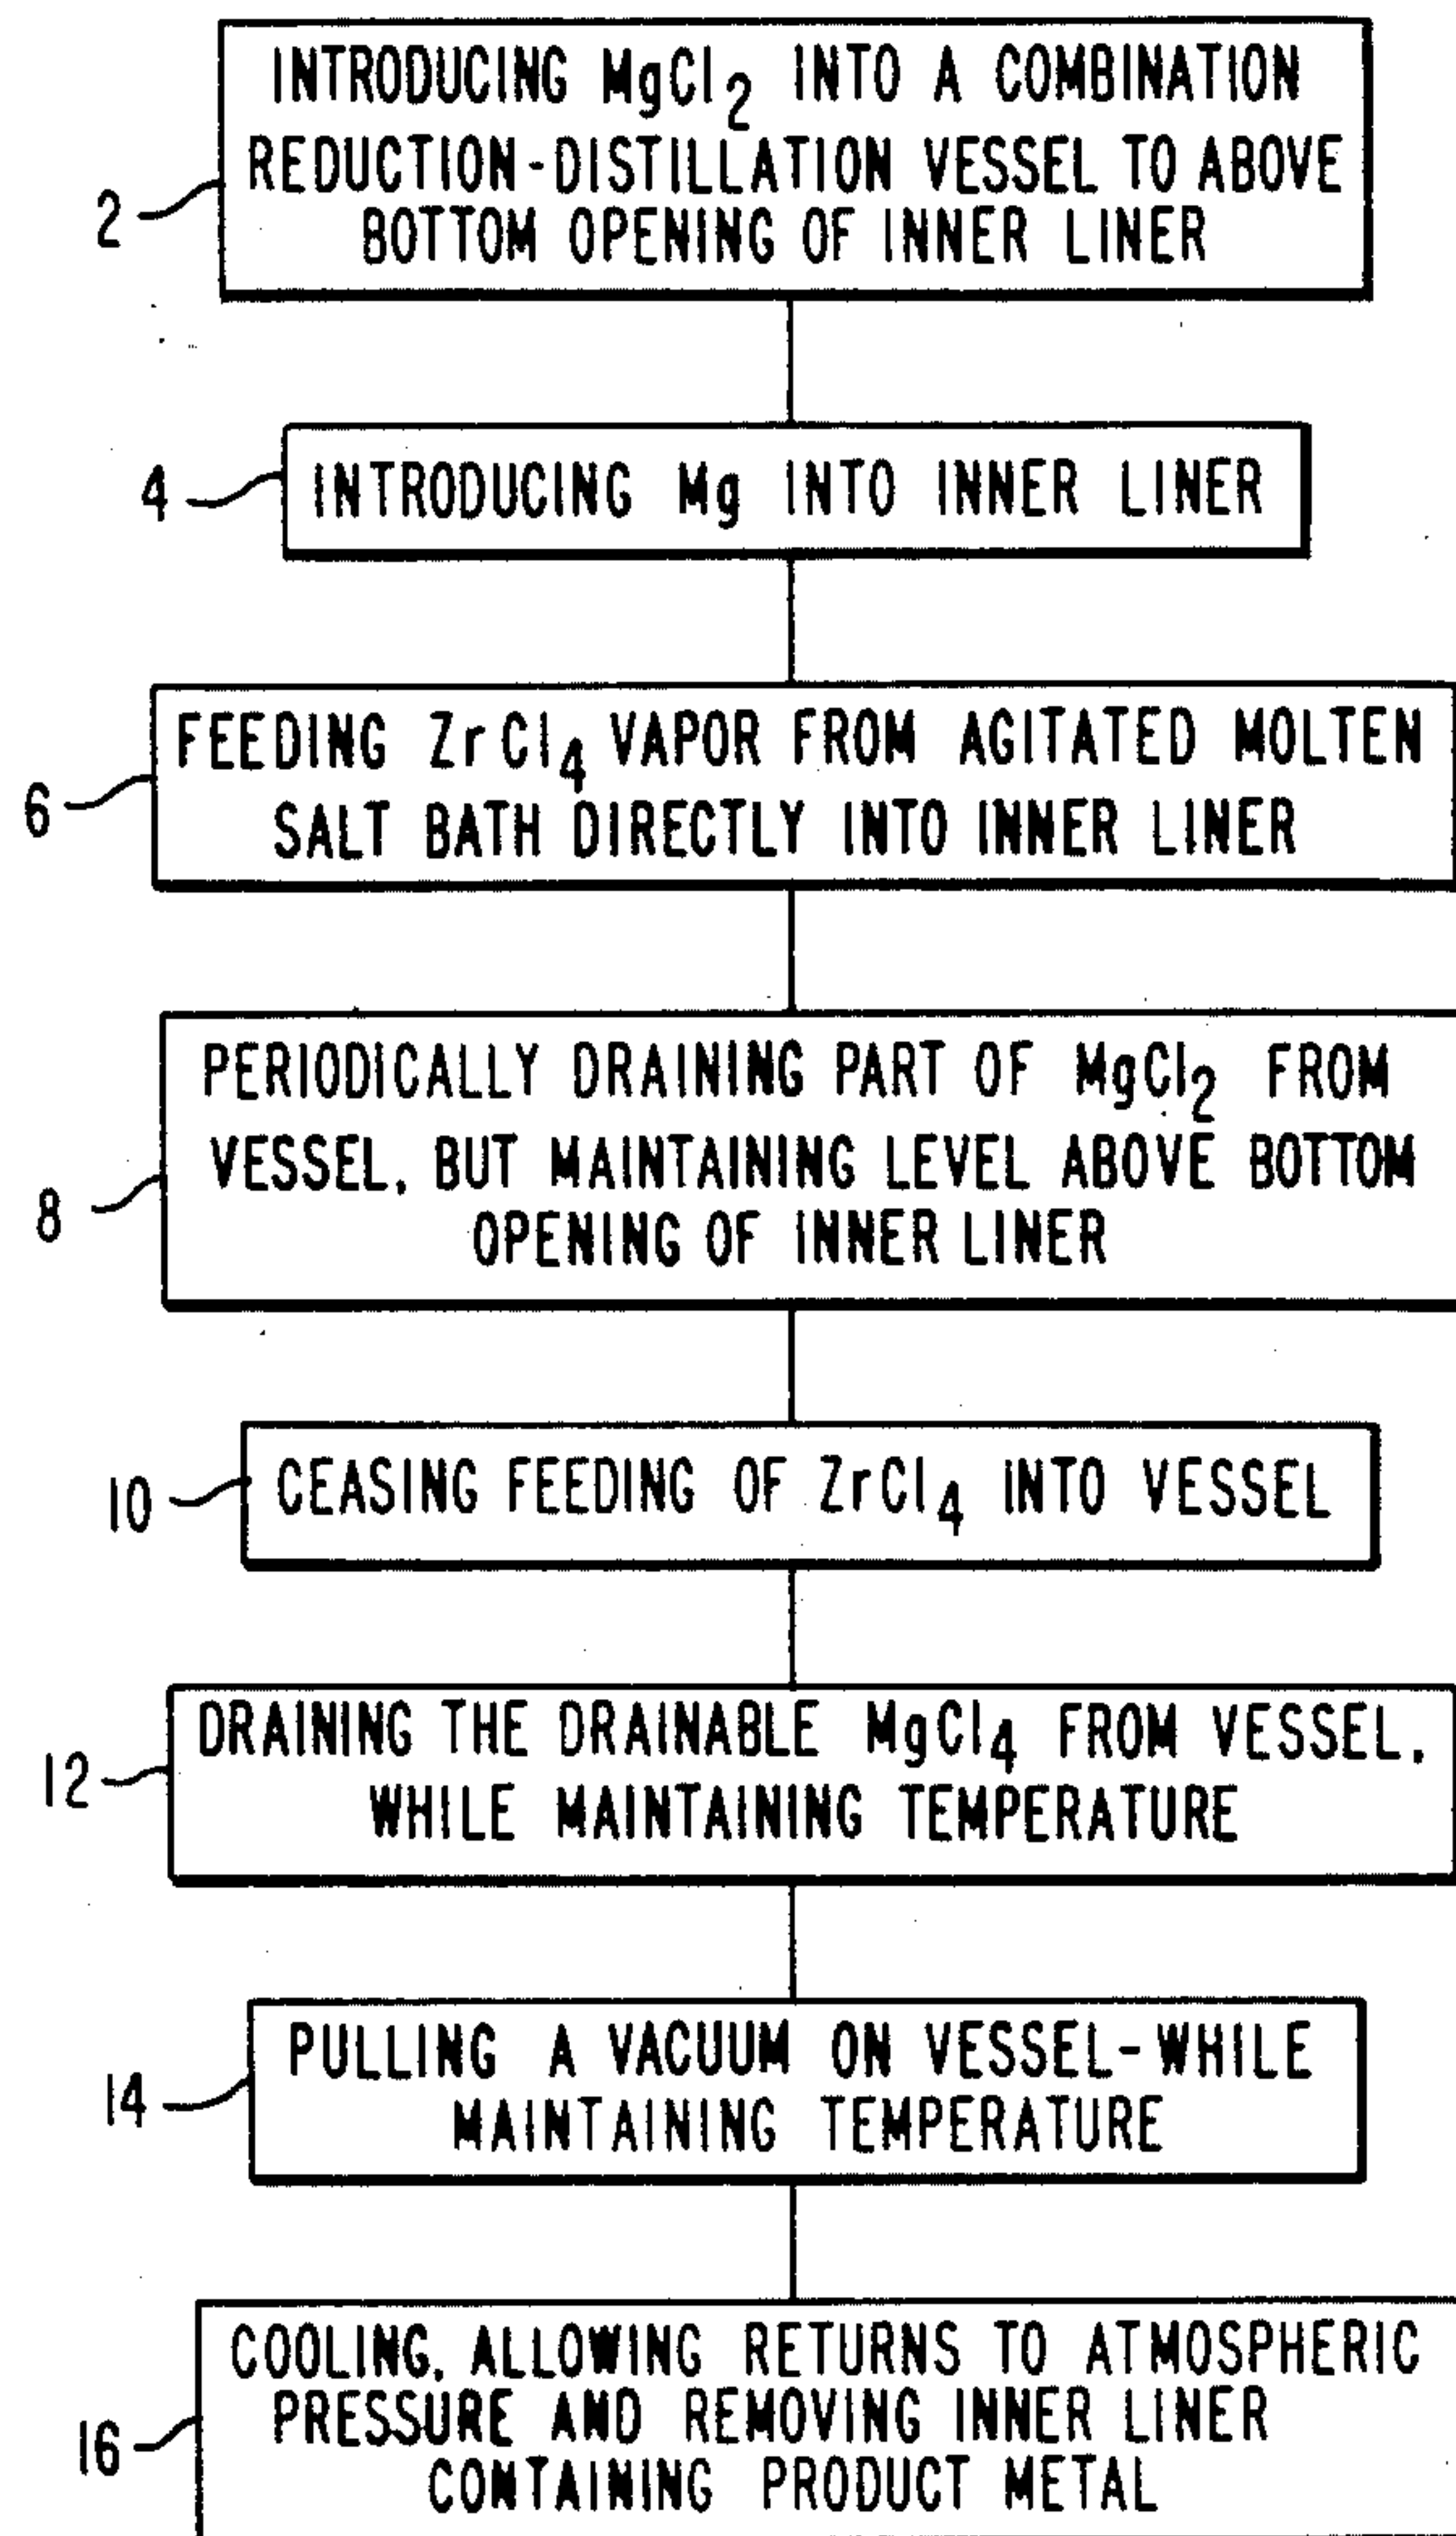 INTRODUCING MgCl2 INTO A COMBINATION
REDUCTION-DISTILLATION VESSEL TO ABOVE
BOTTOM OPENING OF INNER LINER
2
INTRODUCING Mg INTO INNER LINER
4
FEEDING ZrCl4 VAPOR FROM AGITATED MOLTEN
SALT BATH DIRECTLY INTO INNER LINER
6
PERIODICALLY DRAINING PART OF MgCl2 FROM
VESSEL, BUT MAINTAINING LEVEL ABOVE BOTTOM
OPENING OF INNER LINER
8
CEASING FEEDING OF ZrCl4 INTO VESSEL
10
DRAINING THE DRAINABLE MgCl4 FROM VESSEL,
WHILE MAINTAINING TEMPERATURE
12
PULLING A VACUUM ON VESSEL-WHILE
MAINTAINING TEMPERATURE
14
COOLING, ALLOWING RETURNS TO ATMOSPHERIC
PRESSURE AND REMOVING INNER LINER
CONTAINING PRODUCT METAL
16